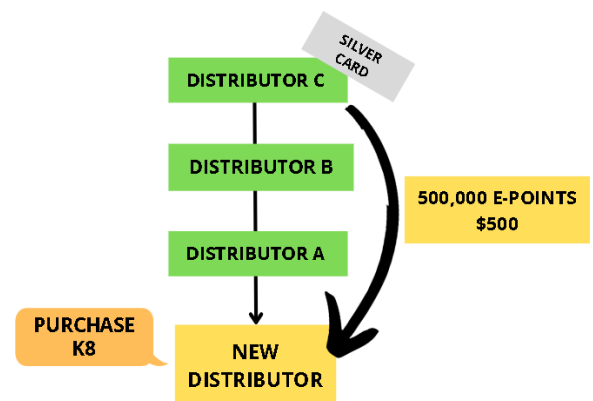 SILVER
CARD
DISTRIBUTOR C
DISTRIBUTOR B
500,000 E-POINTS
$500
DISTRIBUTOR A
PURCHASE
K8
NEW
DISTRIBUTOR